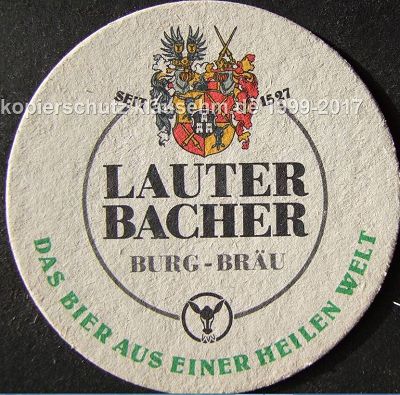 SEIT 1527
kopierschutz klausehm.de 1999-2017
LAUTER
BACHER
BURG-BRÄU
DAS BIER AUS EINER HEILEN WELT